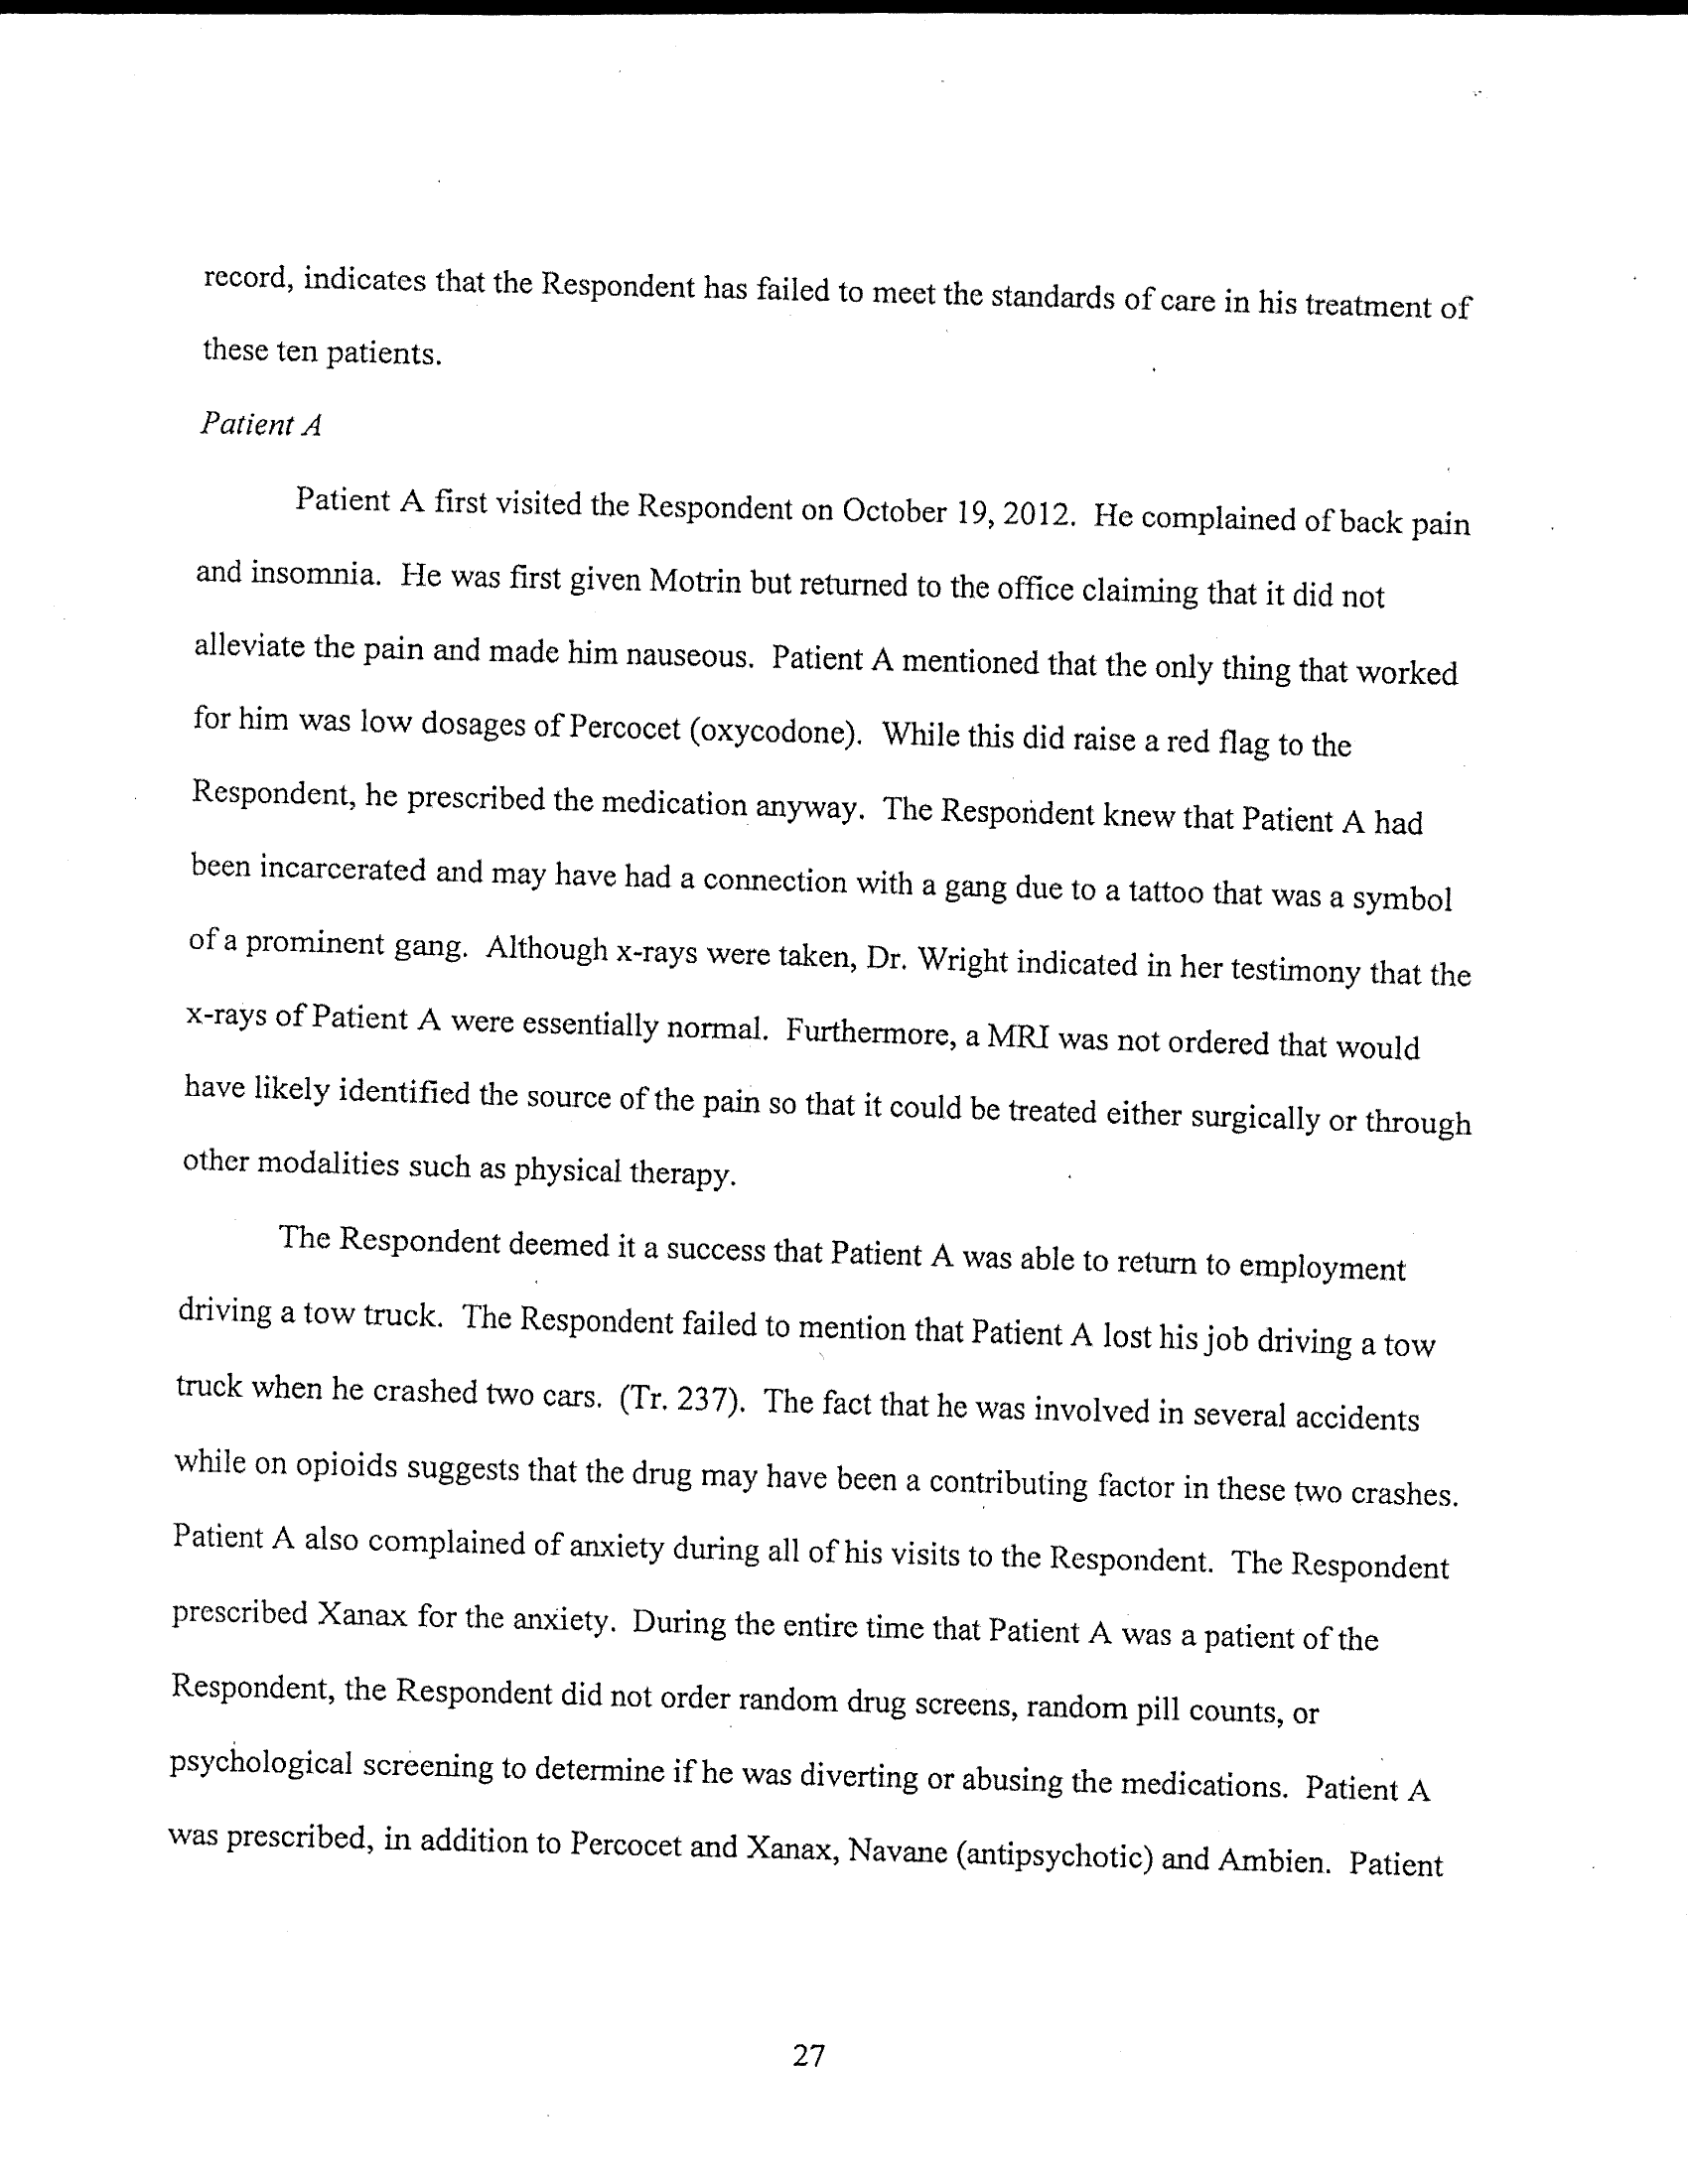 record, indicates that the Respondent has failed to meet the standards of care in his treatment of
these ten patients.
Patient A
Patient A first visited the Respondent on October 19, 2012. He complained of back pain
and insomnia. He was first given Motrin but returned to the office claiming that it did not
alleviate the pain and made him nauseous. Patient A mentioned that the only thing that worked
for him was low dosages of Percocet (oxycodone). While this did raise a red flag to the
Respondent, he prescribed the medication anyway. The Respondent knew that Patient A had
been incarcerated and may have had a connection with a gang due to a tattoo that was a symbol
of a prominent gang. Although x-rays were taken, Dr. Wright indicated in her testimony that the
x-rays of Patient A were essentially normal. Furthermore, a MRI was not ordered that would
have likely identified the source of the pain so that it could be treated either surgically or through
other modalities such as physical therapy.
The Respondent deemed it a success that Patient A was able to return to employment
driving a tow truck. The Respondent failed to mention that Patient A lost his job driving a tow
truck when he crashed two cars. (Tr. 237). The fact that he was involved in several accidents
while on opioids suggests that the drug may have been a contributing factor in these two crashes.
Patient A also complained of anxiety during all of his visits to the Respondent. The Respondent
prescribed Xanax for the anxiety. During the entire time that Patient A was a patient of the
Respondent, the Respondent did not order random drug screens, random pill counts, or
psychological screening to determine if he was diverting or abusing the medications. Patient A
was prescribed, in addition to Percocet and Xanax, Navane (antipsychotic) and Ambien. Patient
27